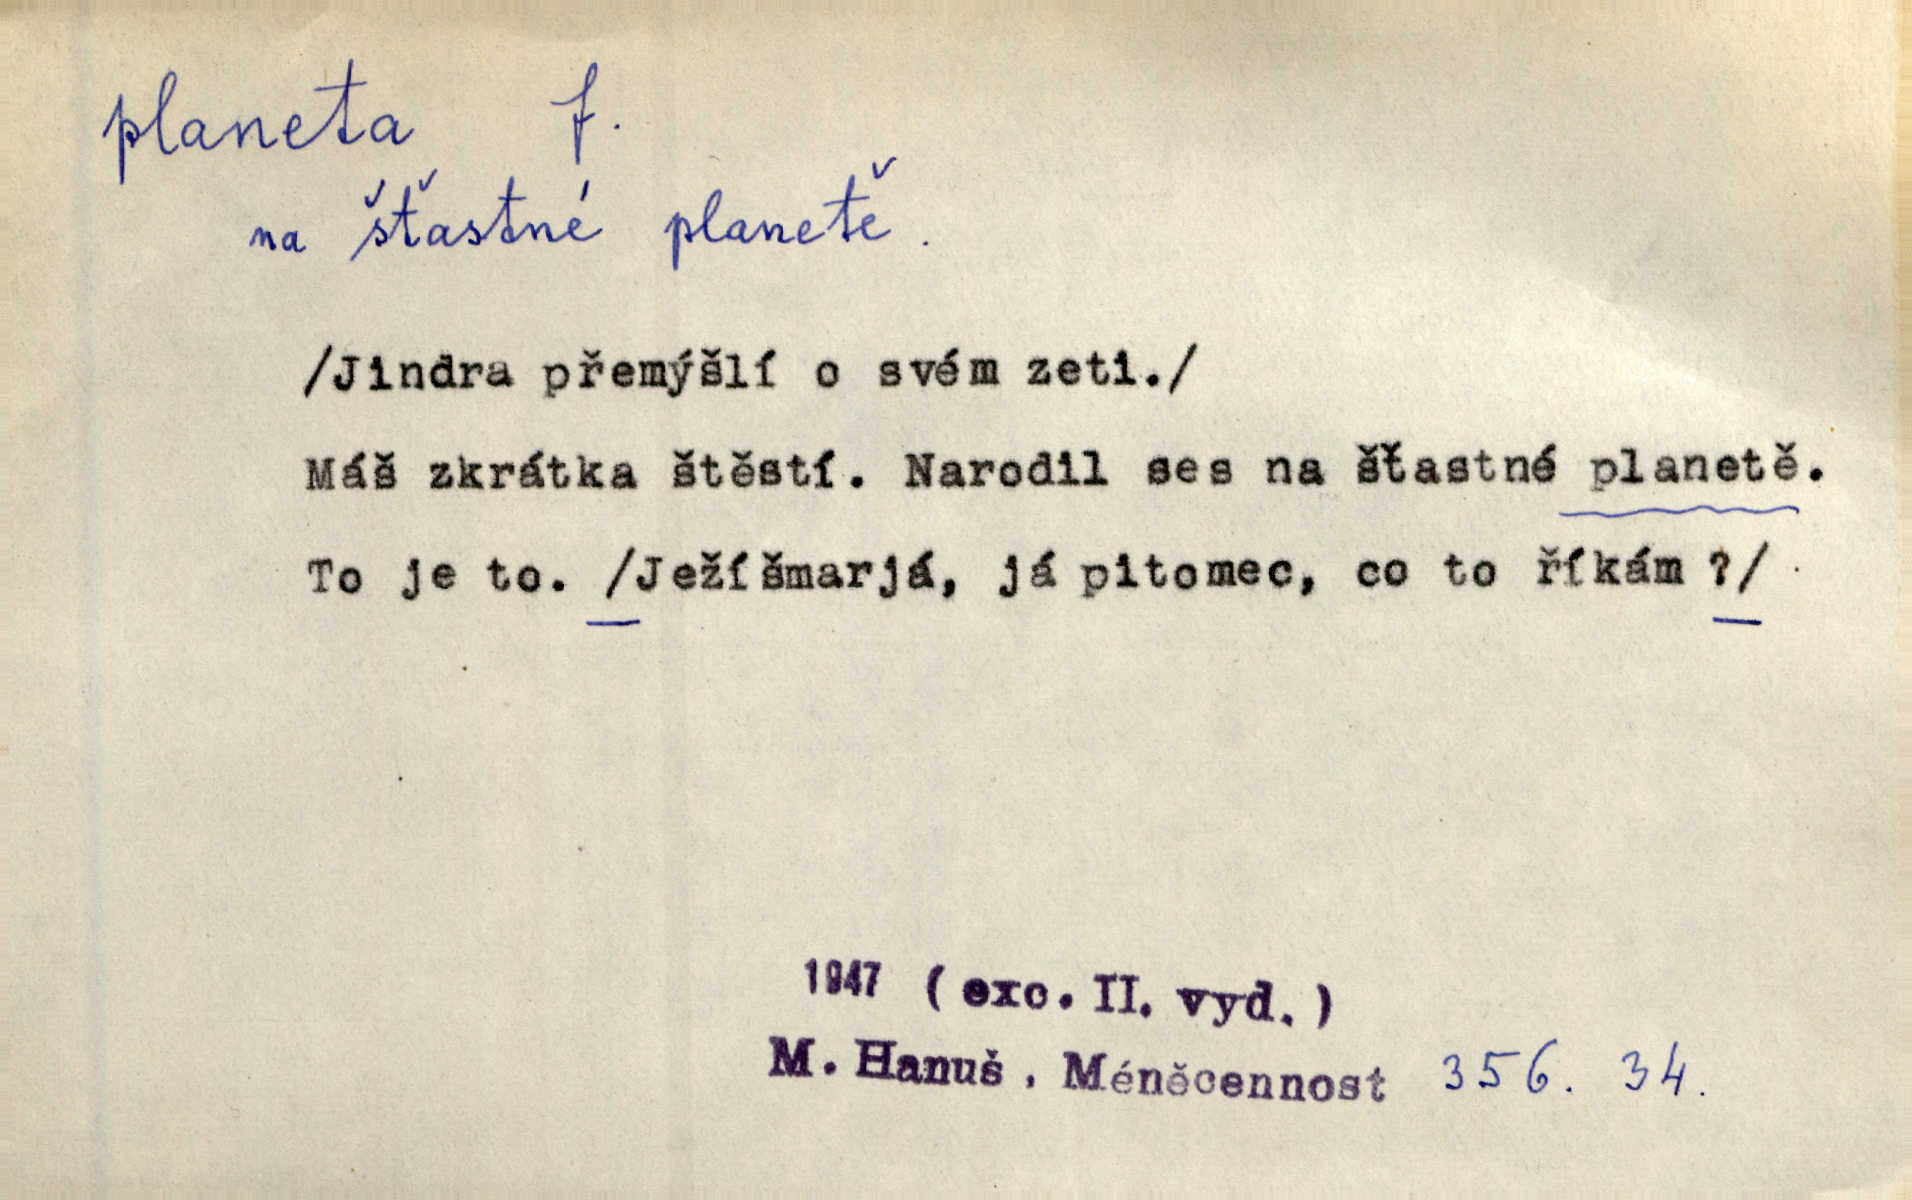 planeta f.
na šťastné planetě.
/Jindra přemýšlí o svém zeti./
Máš zkrátka štěstí. Narodil ses na šťastné planetě.
To je to. /Ježíšmarjá, já pitomec, co to říkám ?/
1947 ( exc. II. vyd. )
M. Hanuš, Méněcennost 356. 34.